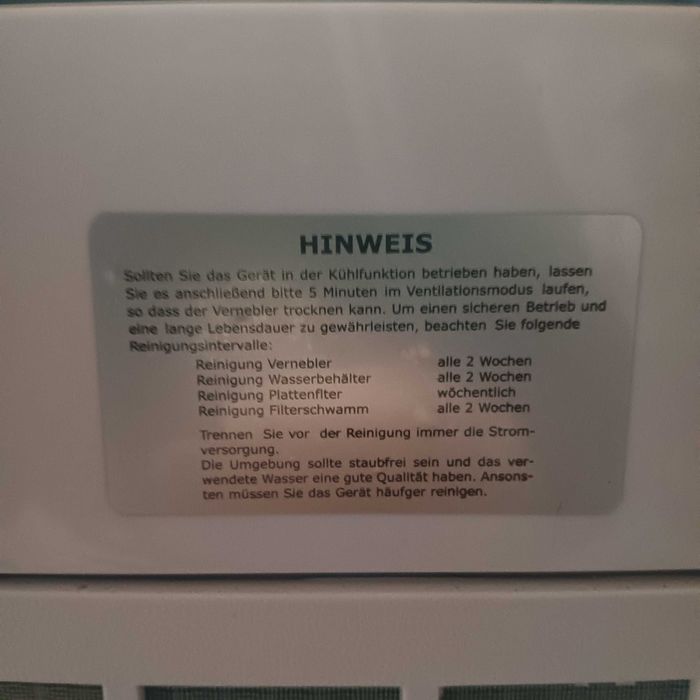 HINWEIS
Sollten Sie das Gerät in der Kühlfunktion betrieben haben, lassen
Sie es anschließend bitte 5 Minuten im Ventilationsmodus laufen,
so dass der Vernebler trocknen kann. Um einen sicheren Betrieb und
eine lange Lebensdauer zu gewährleisten, beachten Sie folgende
Reinigungsintervalle:
Reinigung Vernebler alle 2 Wochen
Reinigung Wasserbehälter alle 2 Wochen
Reinigung Plattenflter wöchentlich
Reinigung Filterschwamm alle 2 Wochen
Trennen Sie vor der Reinigung immer die Strom-
versorgung.
Die Umgebung sollte staubfrei sein und das ver-
wendete Wasser eine gute Qualität haben. Ansons-
ten müssen Sie das Gerät häufger reinigen.